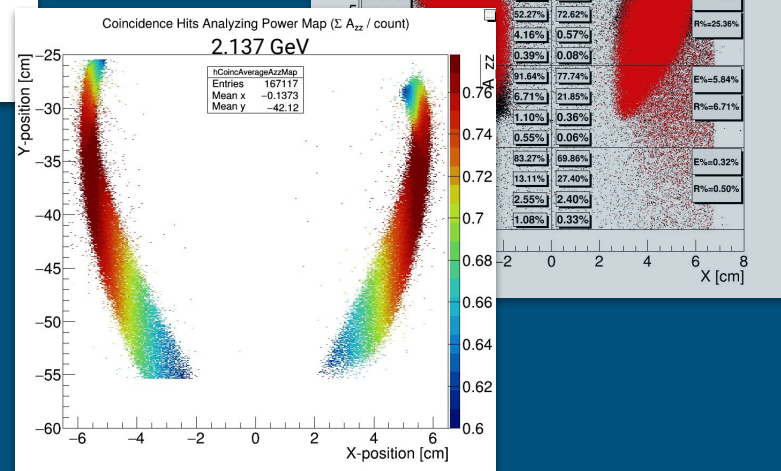 Coincidence Hits Analyzing Power Map (Σ Azz / count)
2.137 GeV
Y-position [cm]
−25
−30
−35
−40
−45
−50
−55
−60
hCoincAverageAzzMap
Entries 167117
Mean x −0.1373
Mean y −42.12
A zz
0.76
0.74
0.72
0.7
0.68
0.66
0.64
0.62
0.6
−6 −4 −2 0 2 4 6
X-position [cm]
52.27% 72.62%
4.16% 0.57%
0.39% 0.08%
R%=25.36%
91.64% 77.74%
6.71% 21.85%
1.10% 0.36%
0.55% 0.06%
E%=5.84%
R%=6.71%
83.27% 69.86%
13.11% 27.40%
2.55% 2.40%
1.08% 0.33%
E%=0.32%
R%=0.50%
−2 0 2 4 6 8
X [cm]